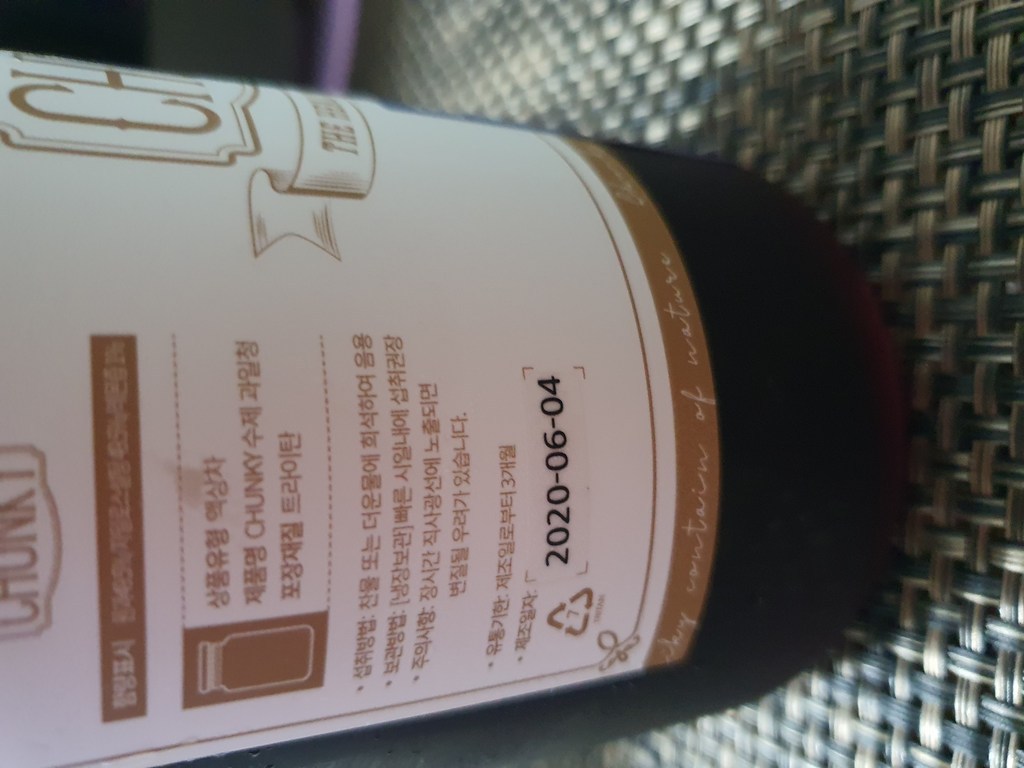 CHUNKY
THE
함량표시
상품유형 액상차
제품명 CHUNKY 수제 과일청
포장재질 트라이탄
• 섭취방법: 찬물 또는 더운물에 희석하여 음용
• 보관방법: [냉장보관] 빠른 시일내에 섭취권장
• 주의사항: 장시간 직사광선에 노출되면
변질될 우려가 있습니다.
• 유통기한: 제조일로부터 3개월
• 제조일자: 2020-06-04
7
contain of nature